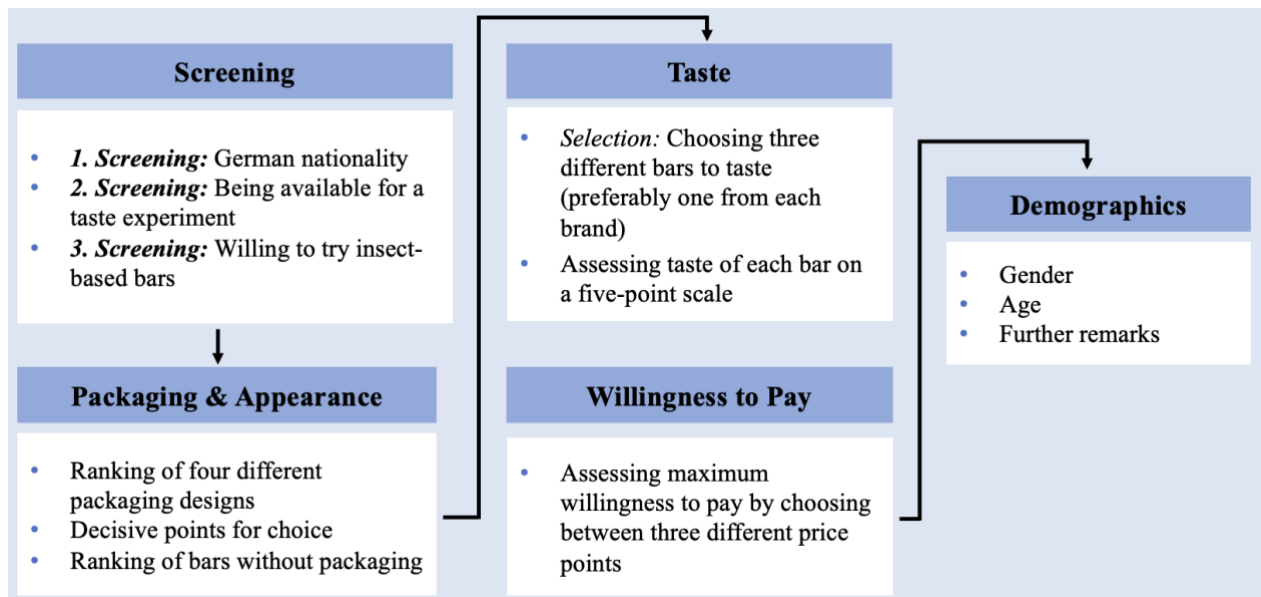 Screening
1. Screening: German nationality
2. Screening: Being available for a
taste experiment
3. Screening: Willing to try insect-
based bars
Packaging & Appearance
Ranking of four different
packaging designs
Decisive points for choice
Ranking of bars without packaging
Taste
Selection: Choosing three
different bars to taste
(preferably one from each
brand)
Assessing taste of each bar on
a five-point scale
Willingness to Pay
Assessing maximum
willingness to pay by choosing
between three different price
points
Demographics
Gender
Age
Further remarks